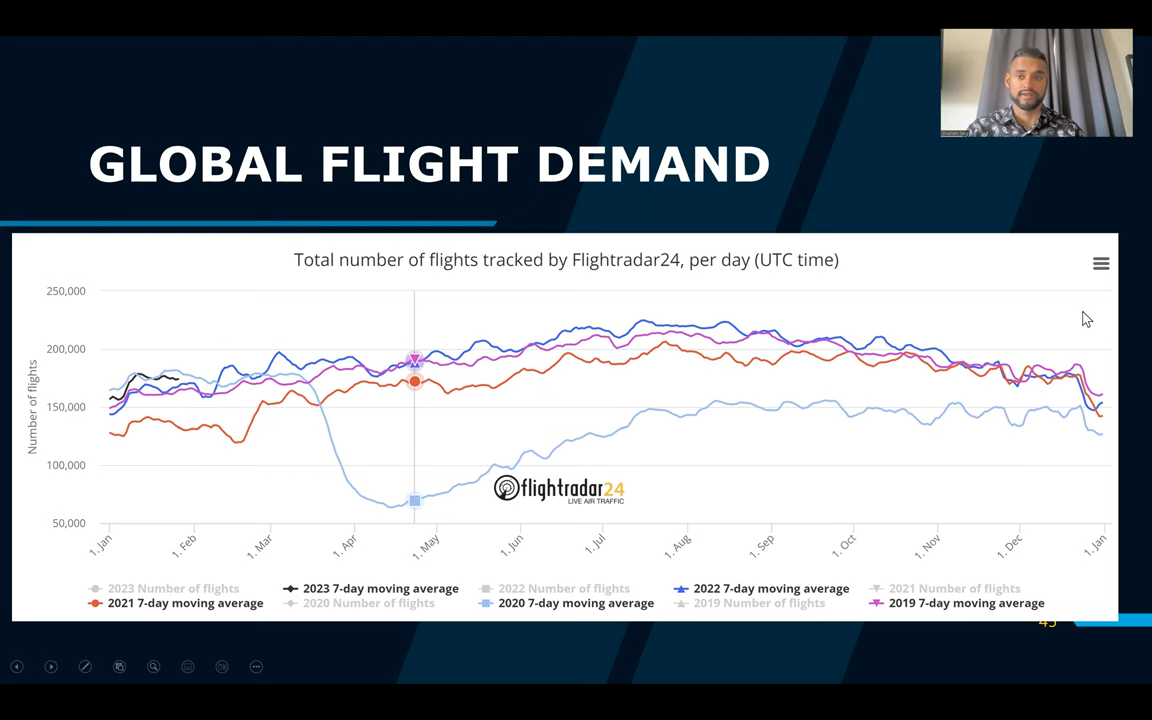 GLOBAL FLIGHT DEMAND
Total number of flights tracked by Flightradar24, per day (UTC time)
Number of flights
250,000
200,000
150,000
100,000
50,000
flightradar24
LIVE AIR TRAFFIC
1. Jan
1. Feb
1. Mar
1. Apr
1. May
1. Jun
1. Jul
1. Aug
1. Sep
1. Oct
1. Nov
1. Dec
1. Jan
2023 Number of flights
2023 7-day moving average
2022 Number of flights
2022 7-day moving average
2021 Number of flights
2021 7-day moving average
2020 Number of flights
2020 7-day moving average
2019 Number of flights
2019 7-day moving average